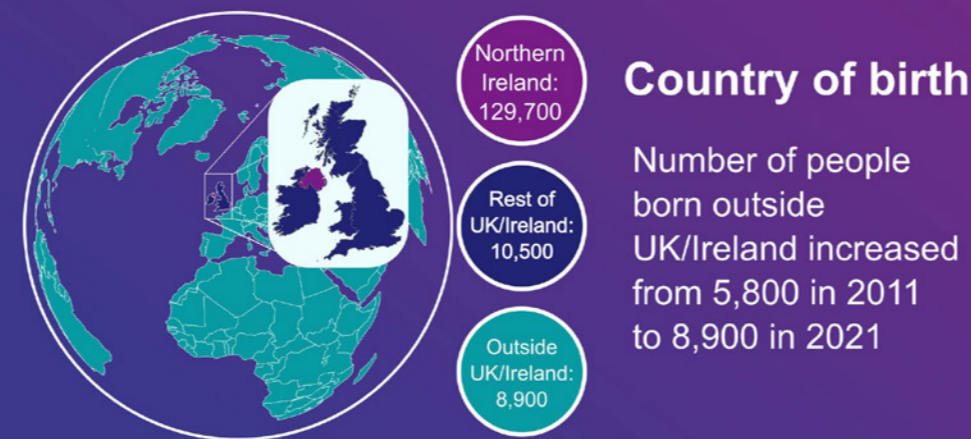 Northern
Ireland:
129,700
Rest of
UK/Ireland:
10,500
Outside
UK/Ireland:
8,900
Country of birth
Number of people
born outside
UK/Ireland increased
from 5,800 in 2011
to 8,900 in 2021